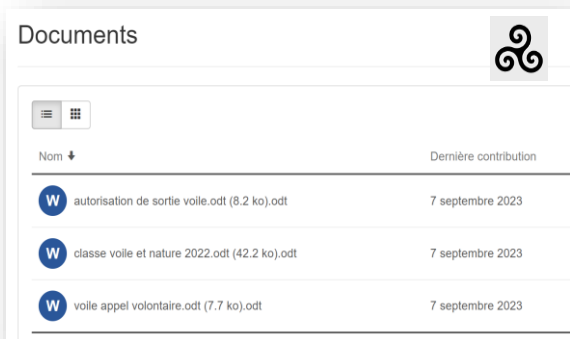 Documents
Nom Dernière contribution
W autorisation de sortie voile.odt (8.2 ko).odt 7 septembre 2023
W classe voile et nature 2022.odt (42.2 ko).odt 7 septembre 2023
W voile appel volontaire.odt (7.7 ko).odt 7 septembre 2023